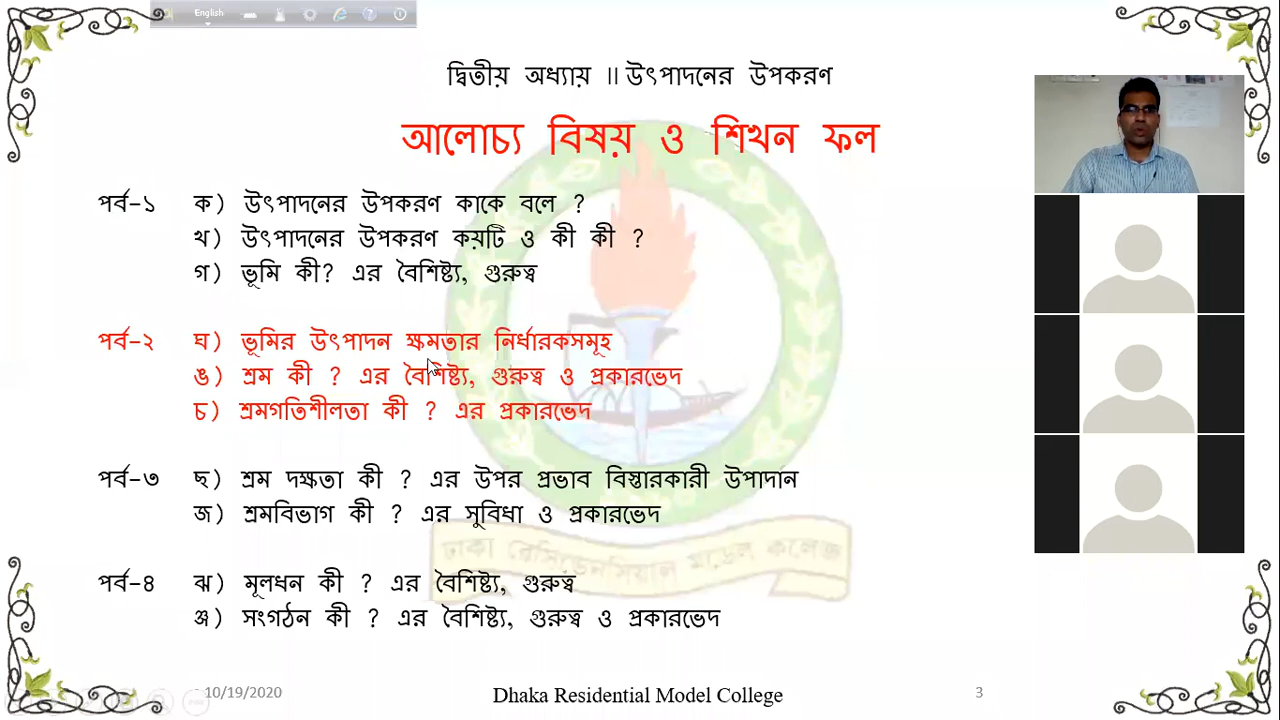 English
দ্বিতীয় অধ্যায় ॥ উৎপাদনের উপকরণ
আলোচ্য বিষয় ও শিখন ফল
পর্ব-১ ক) উৎপাদনের উপকরণ কাকে বলে ?
খ) উৎপাদনের উপকরণ কয়টি ও কী কী ?
গ) ভূমি কী? এর বৈশিষ্ট্য, গুরুত্ব
পর্ব-২ ঘ) ভূমির উৎপাদন ক্ষমতার নির্ধারকসমূহ
ঙ) শ্রম কী ? এর বৈশিষ্ট্য, গুরুত্ব ও প্রকারভেদ
চ) শ্রমগতিশীলতা কী ? এর প্রকারভেদ
পর্ব-৩ ছ) শ্রম দক্ষতা কী ? এর উপর প্রভাব বিস্তারকারী উপাদান
জ) শ্রমবিভাগ কী ? এর সুবিধা ও প্রকারভেদ
ঢাকা রেসিডেনসিয়াল মডেল কলেজ
পর্ব-৪ ঝ) মূলধন কী ? এর বৈশিষ্ট্য, গুরুত্ব
ঞ) সংগঠন কী ? এর বৈশিষ্ট্য, গুরুত্ব ও প্রকারভেদ
10/19/2020 Dhaka Residential Model College 3